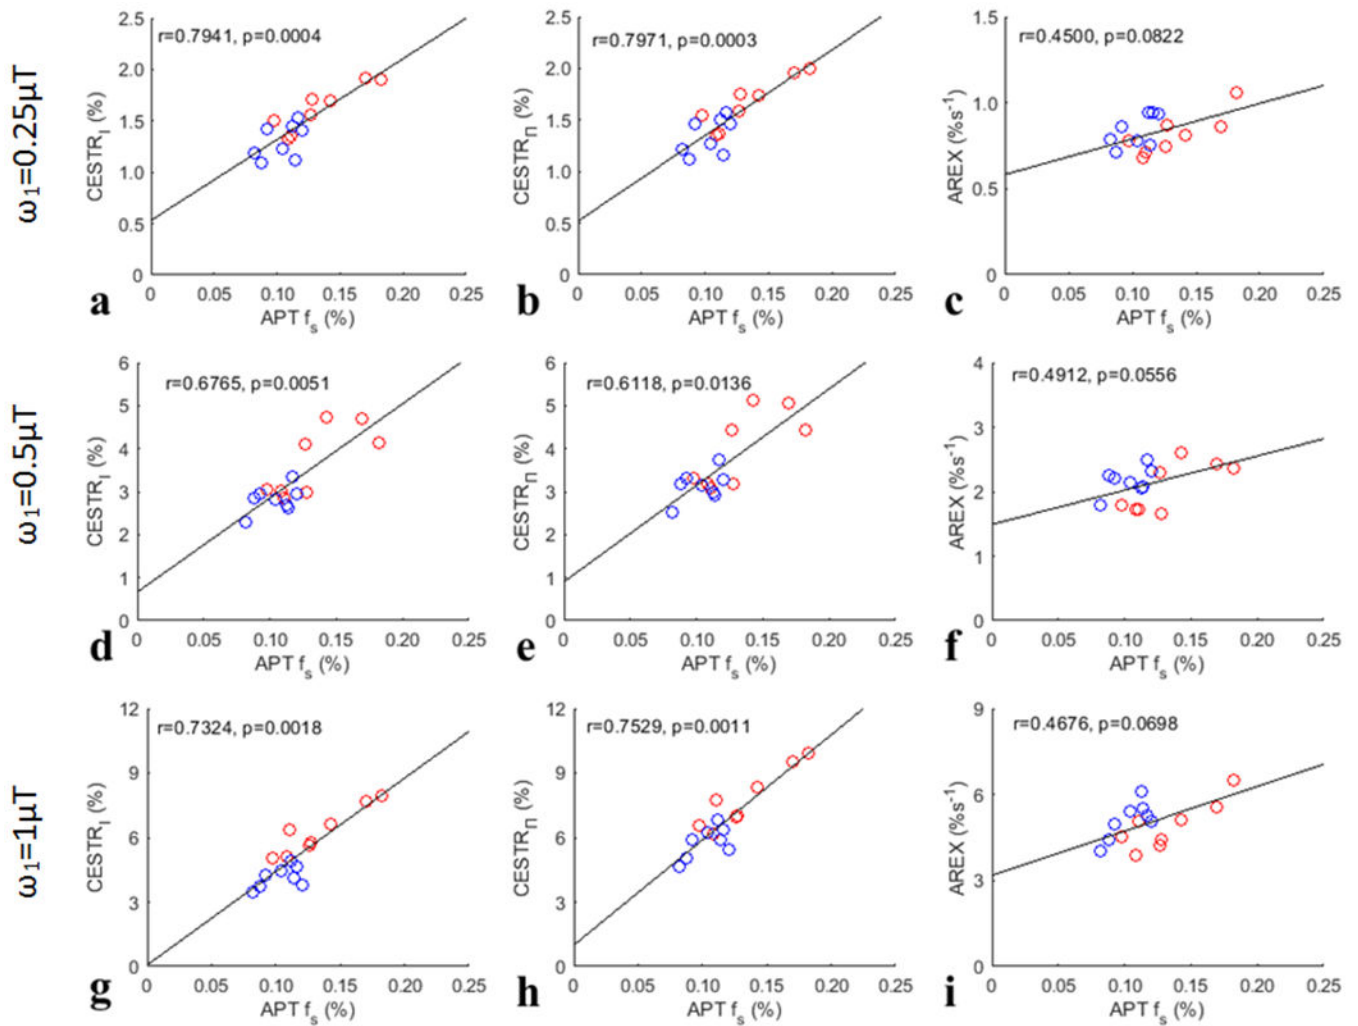 ω1=0.25μT
2.5
2.0
1.5
1.0
0.5
0
CESTRl (%)
r=0.7941, p=0.0004
0 0.05 0.10 0.15 0.20 0.25
APT fs (%)
a
2.5
2.0
1.5
1.0
0.5
0
CESTRn (%)
r=0.7971, p=0.0003
0 0.05 0.10 0.15 0.20 0.25
APT fs (%)
b
1.5
1.0
0.5
0
AREX (%s-1)
r=0.4500, p=0.0822
0 0.05 0.10 0.15 0.20 0.25
APT fs (%)
c
ω1=0.5μT
6
5
4
3
2
1
0
CESTRl (%)
r=0.6765, p=0.0051
0 0.05 0.10 0.15 0.20 0.25
APT fs (%)
d
6
5
4
3
2
1
0
CESTRn (%)
r=0.6118, p=0.0136
0 0.05 0.10 0.15 0.20 0.25
APT fs (%)
e
4
3
2
1
0
AREX (%s-1)
r=0.4912, p=0.0556
0 0.05 0.10 0.15 0.20 0.25
APT fs (%)
f
ω1=1μT
12
9
6
3
0
CESTRl (%)
r=0.7324, p=0.0018
0 0.05 0.10 0.15 0.20 0.25
APT fs (%)
g
12
9
6
3
0
CESTRn (%)
r=0.7529, p=0.0011
0 0.05 0.10 0.15 0.20 0.25
APT fs (%)
h
9
6
3
0
AREX (%s-1)
r=0.4676, p=0.0698
0 0.05 0.10 0.15 0.20 0.25
APT fs (%)
i